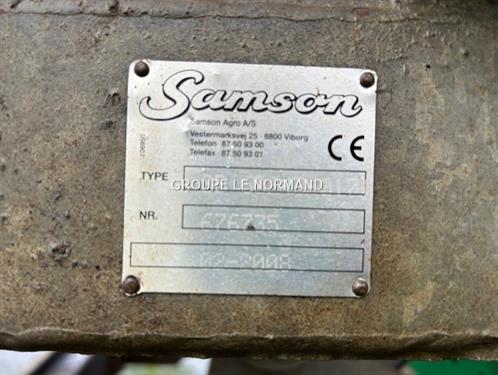 Samson
Samson Agro A/S
Vestermarksvej 25 - 8800 Viborg
Telefon 87 50 93 00
Telefax 87 50 93 01
CE
TYPE
GROUPE LE NORMAND
NR. 676735
02-2008